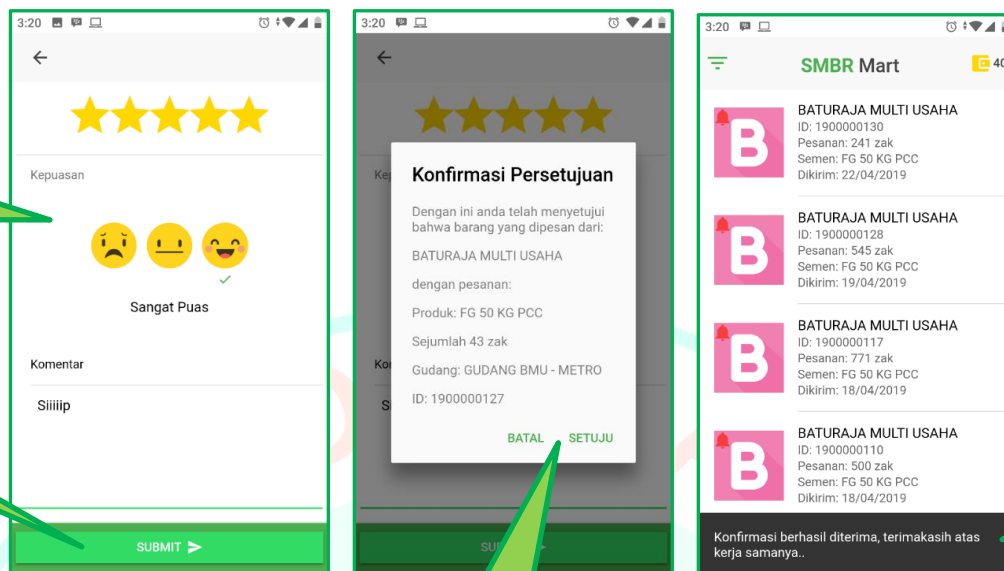 3:20
Kepuasan
Sangat Puas
Komentar
Siiiiip
SUBMIT
3:20
Konfirmasi Persetujuan
Dengan ini anda telah menyetujui
bahwa barang yang dipesan dari:
BATURAJA MULTI USAHA
dengan pesanan:
Produk: FG 50 KG PCC
Sejumlah 43 zak
Gudang: GUDANG BMU - METRO
ID: 1900000127
BATAL SETUJU
3:20
SMBR Mart
40
BATURAJA MULTI USAHA
ID: 1900000130
Pesanan: 241 zak
Semen: FG 50 KG PCC
Dikirim: 22/04/2019
BATURAJA MULTI USAHA
ID: 1900000128
Pesanan: 545 zak
Semen: FG 50 KG PCC
Dikirim: 19/04/2019
BATURAJA MULTI USAHA
ID: 1900000117
Pesanan: 771 zak
Semen: FG 50 KG PCC
Dikirim: 18/04/2019
BATURAJA MULTI USAHA
ID: 1900000110
Pesanan: 500 zak
Semen: FG 50 KG PCC
Dikirim: 18/04/2019
B
B
B
B
Konfirmasi berhasil diterima, terimakasih atas
kerja samanya..